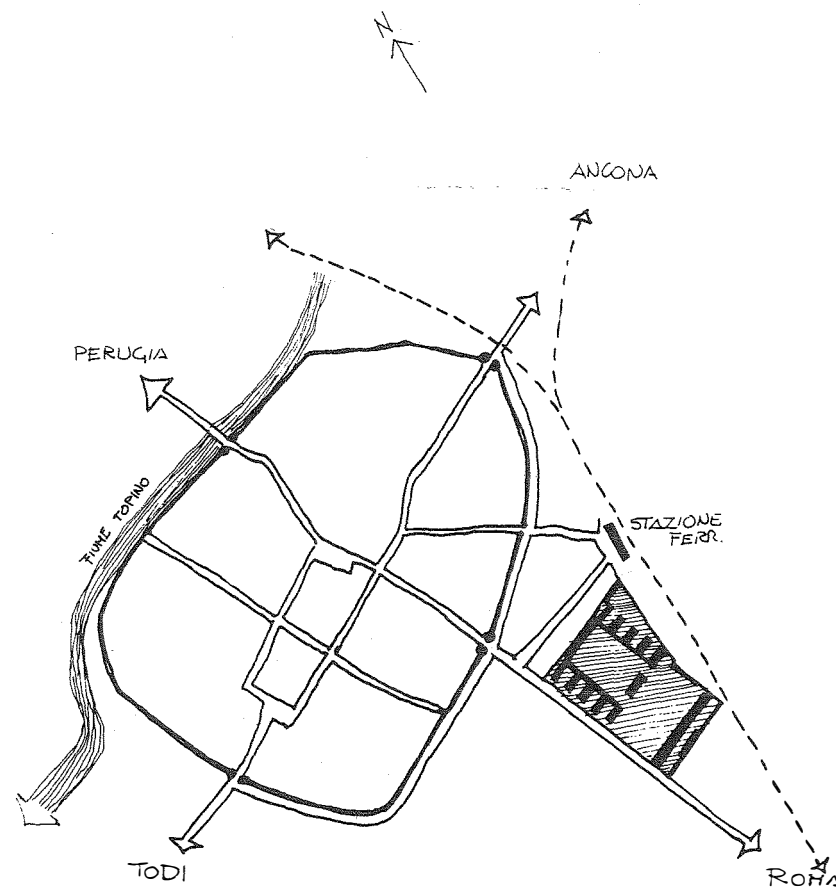 N
ANCONA
PERUGIA
FIUME TOPINO
STAZIONE
FERR.
TODI
ROMA